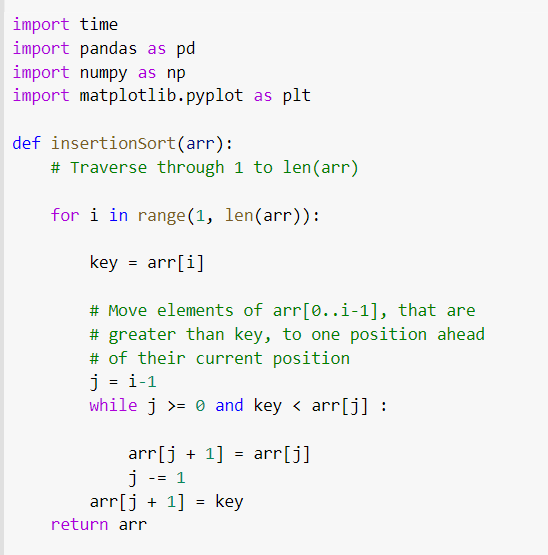 import time
import pandas as pd
import numpy as np
import matplotlib.pyplot as plt

def insertionSort(arr):
    # Traverse through 1 to len(arr)

    for i in range(1, len(arr)):

        key = arr[i]

        # Move elements of arr[0..i-1], that are
        # greater than key, to one position ahead
        # of their current position
        j = i-1
        while j >= 0 and key < arr[j] :

            arr[j + 1] = arr[j]
            j -= 1
        arr[j + 1] = key
    return arr